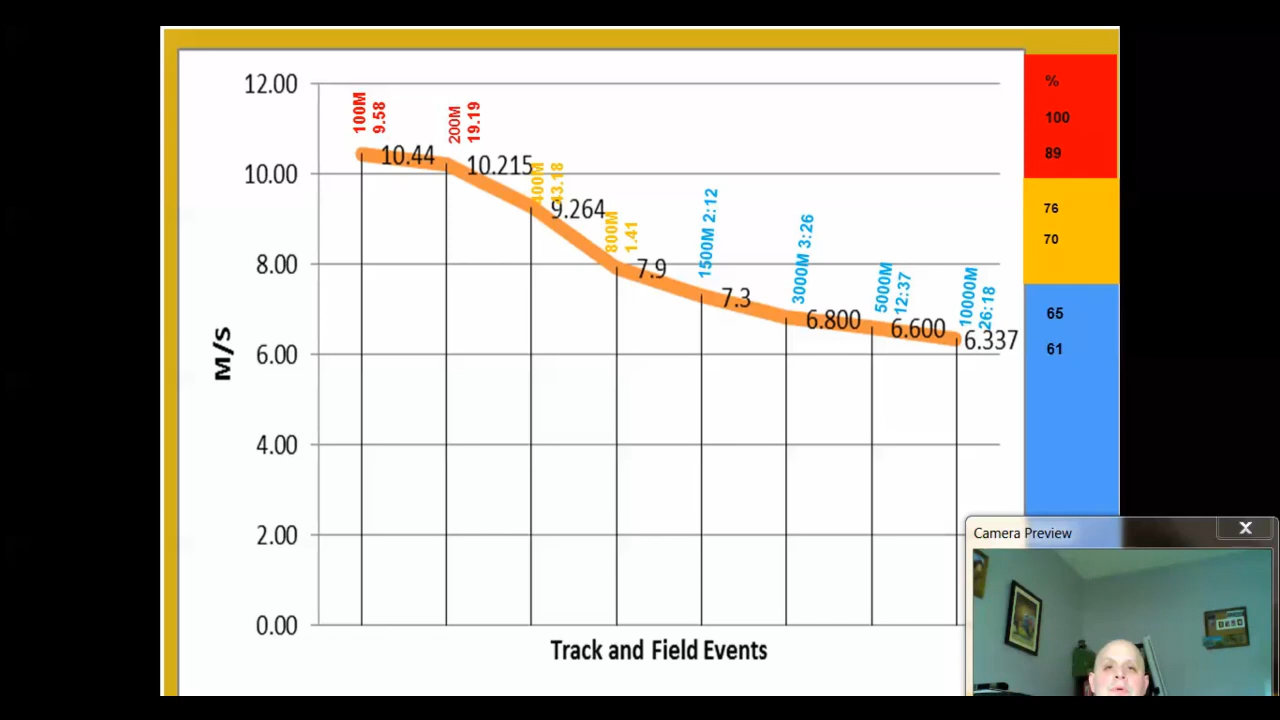 12.00
10.00
8.00
6.00
4.00
2.00
0.00
M/S
100M
9.58
200M
19.19
400M
43.18
800M
1.41
1500M 2:12
3000M 3:26
5000M
12:37
10000M
26:18
10.44
10.215
9.264
7.9
7.3
6.800
6.600
6.337
Track and Field Events
%
100
89
76
70
65
61
Camera Preview
X